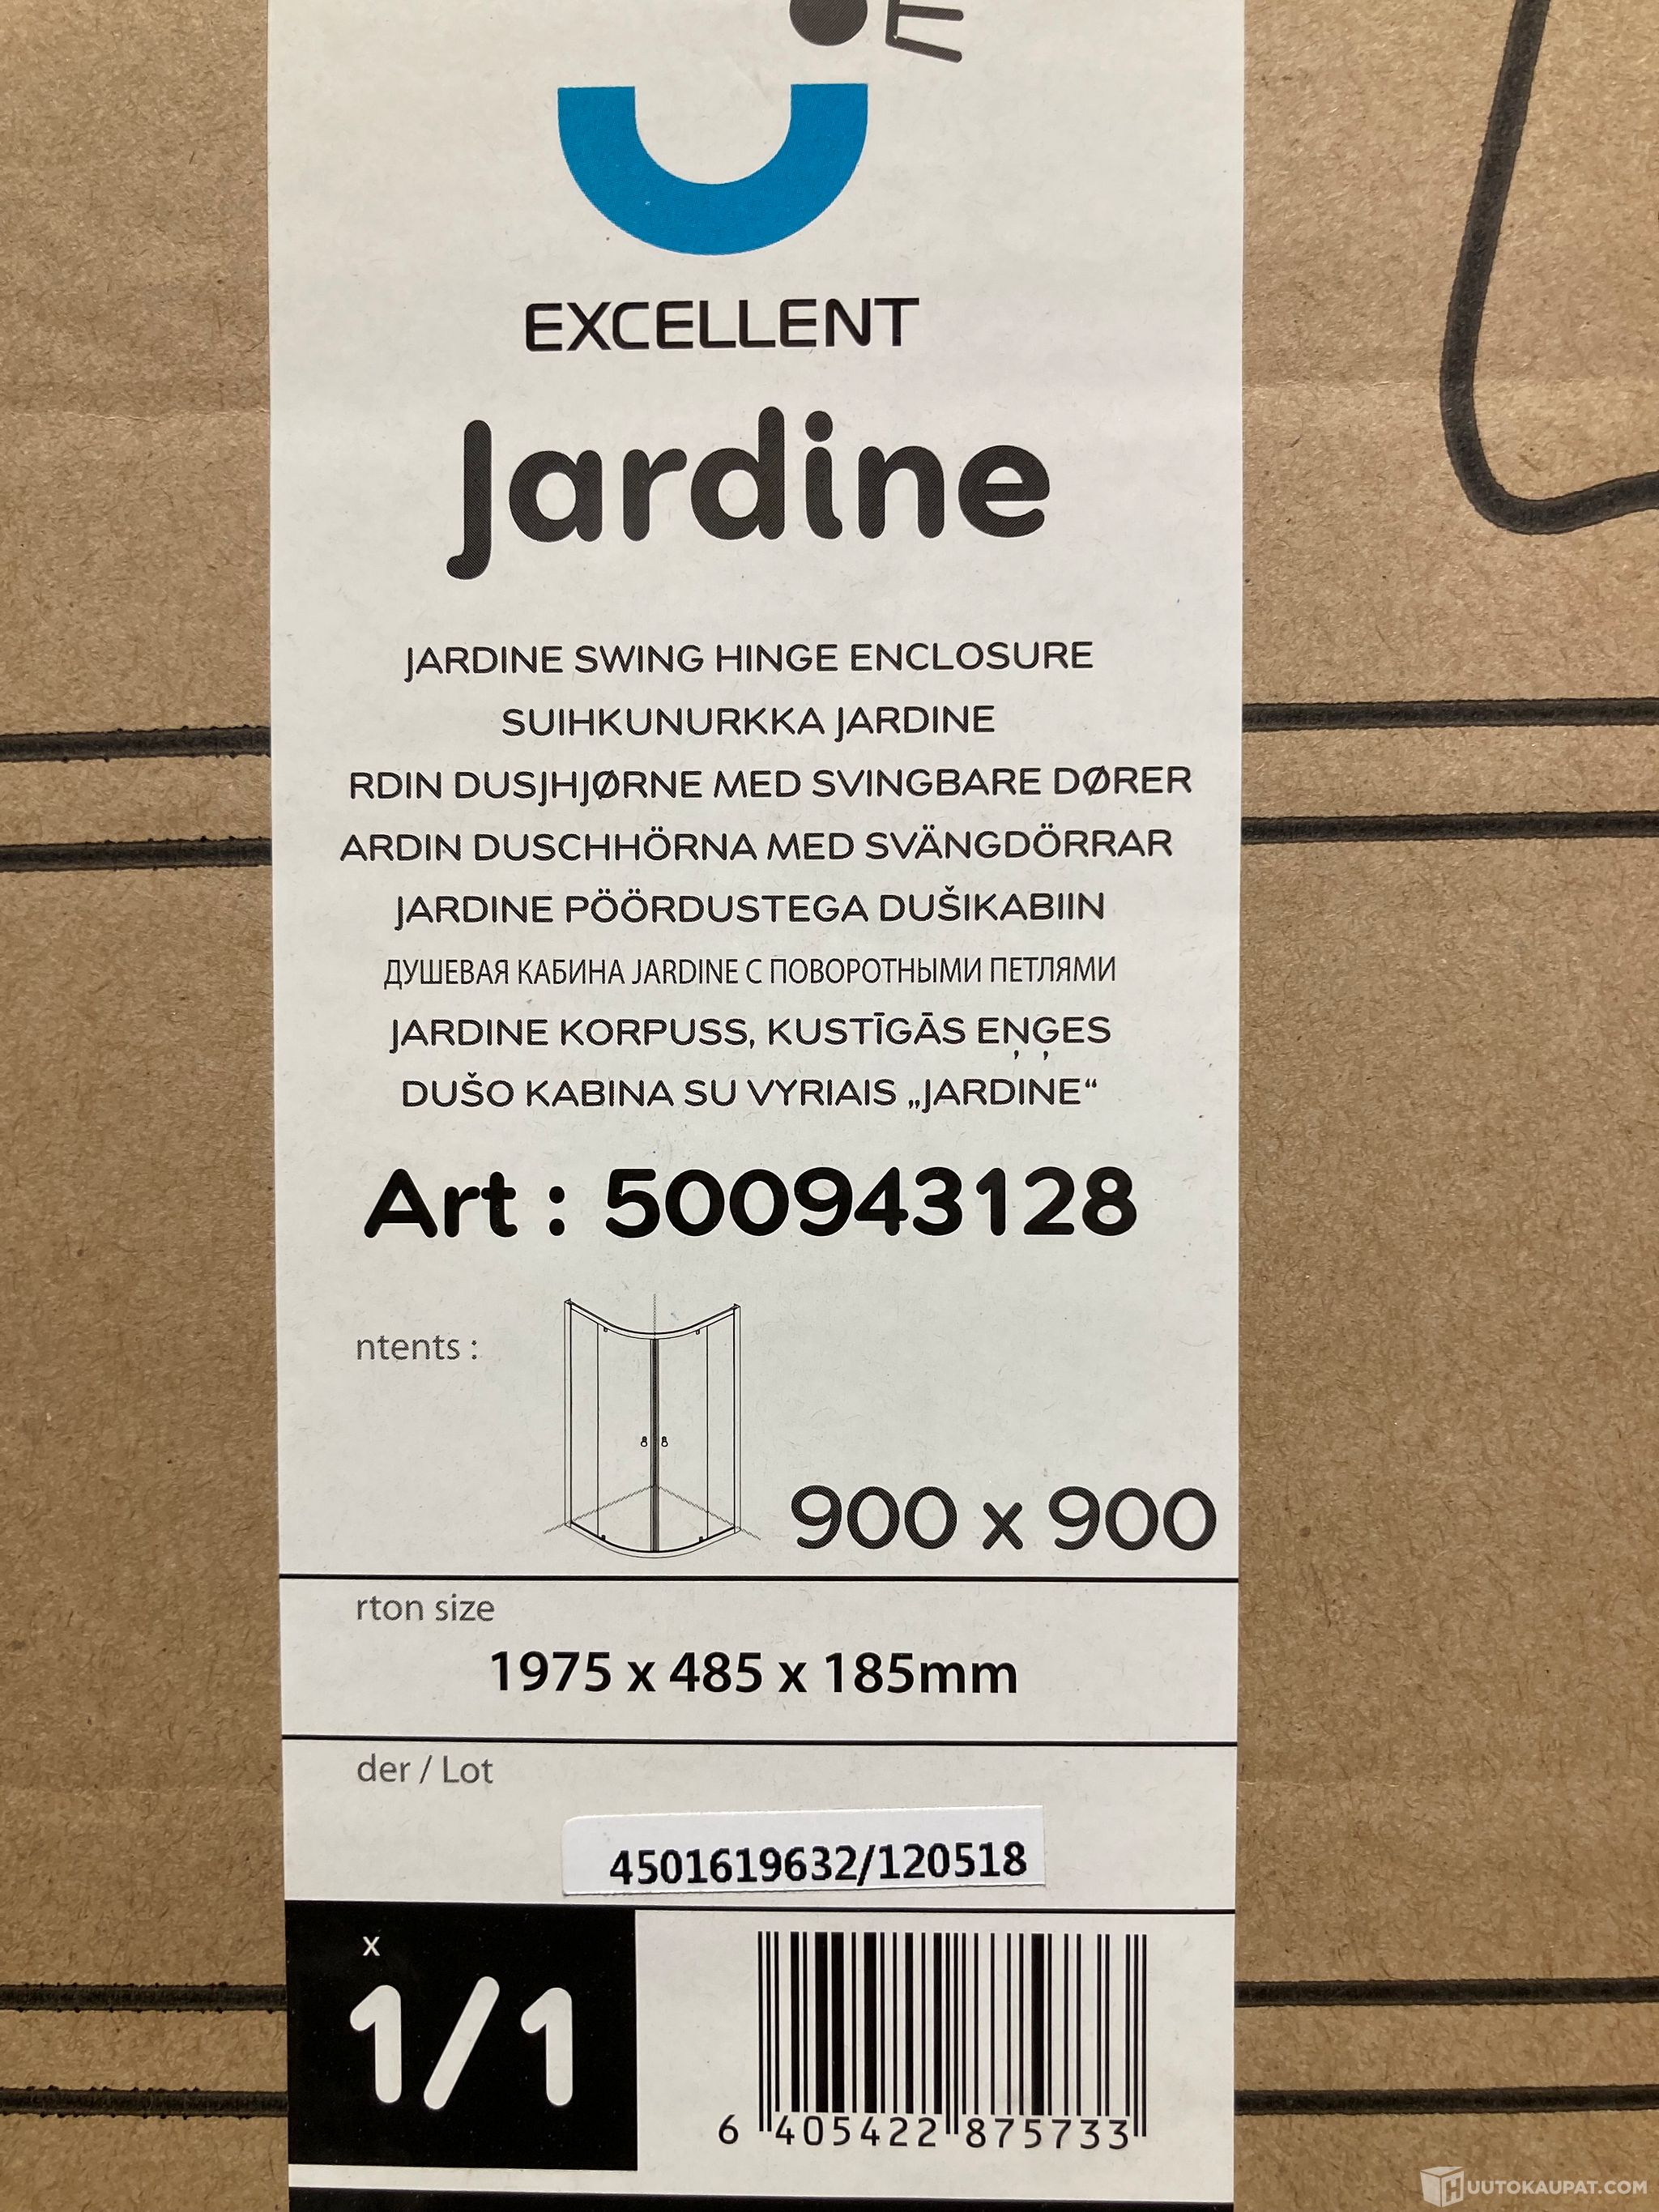 EXCELLENT
Jardine
JARDINE SWING HINGE ENCLOSURE
SUIHKUNURKKA JARDINE
RDIN DUSJHJØRNE MED SVINGBARE DØRER
ARDIN DUSCHHÖRNA MED SVÄNGDÖRRAR
JARDINE PÖÖRDUSTEGA DUŠIKABIIN
ДУШЕВАЯ КАБИНА JARDINE С ПОВОРОТНЫМИ ПЕТЛЯМИ
JARDINE KORPUSS, KUSTĪGĀS EŅĢES
DUŠO KABINA SU VYRIAIS „JARDINE“
Art : 500943128
ntents :
900 x 900
rton size
1975 x 485 x 185mm
der / Lot
4501619632/120518
x
1/1
6 405422 875733
HUUTOKAUPAT.COM